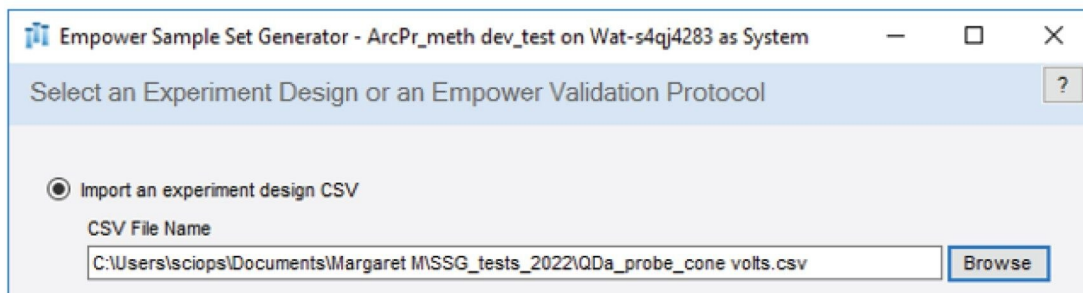 Empower Sample Set Generator - ArcPr_meth dev_test on Wat-s4qj4283 as System
Select an Experiment Design or an Empower Validation Protocol
?
Import an experiment design CSV
CSV File Name
C:\Users\sciops\Documents\Margaret M\SSG_tests_2022\QDa_probe_cone volts.csv
Browse